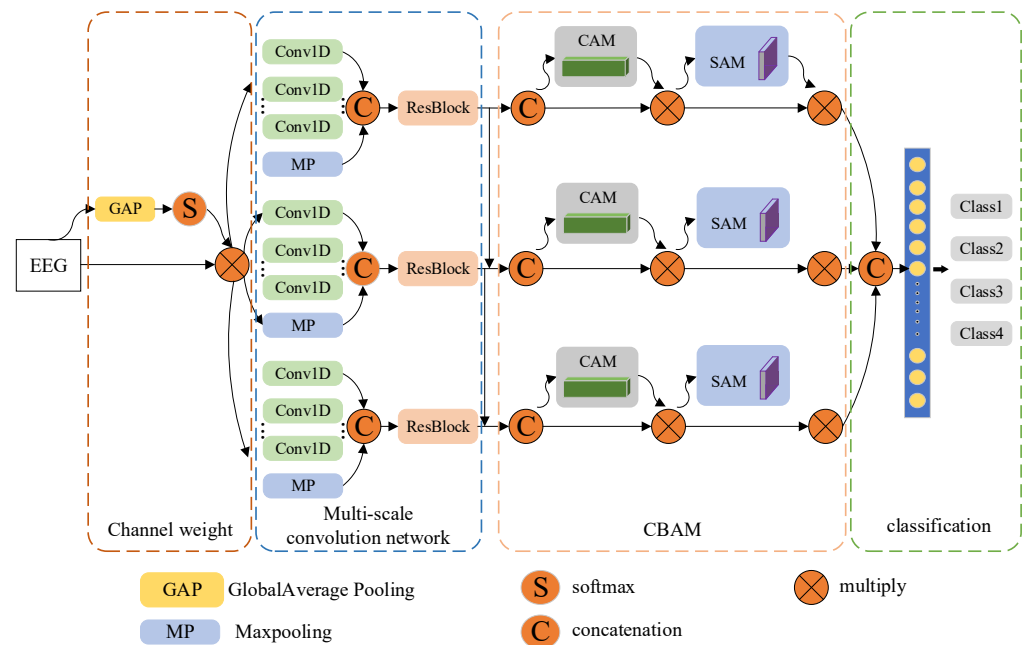 EEG
GAP
S
Channel weight
Conv1D
Conv1D
Conv1D
MP
C
ResBlock
Conv1D
Conv1D
Conv1D
MP
C
ResBlock
Conv1D
Conv1D
Conv1D
MP
C
ResBlock
Multi-scale
convolution network
C
CAM
SAM
C
CAM
SAM
C
CAM
SAM
CBAM
C
Class1
Class2
Class3
Class4
classification
GAP
GlobalAverage Pooling
S
softmax
multiply
MP
Maxpooling
C
concatenation